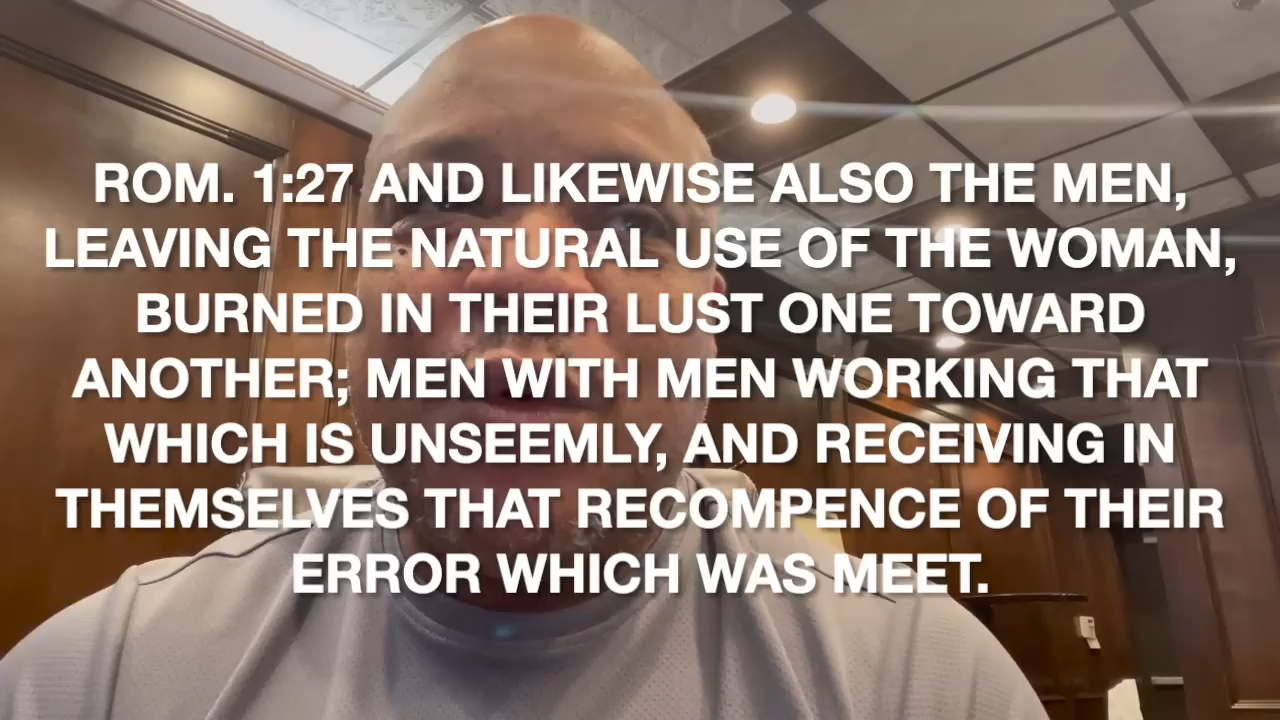 ROM. 1:27 AND LIKEWISE ALSO THE MEN,
LEAVING THE NATURAL USE OF THE WOMAN,
BURNED IN THEIR LUST ONE TOWARD
ANOTHER; MEN WITH MEN WORKING THAT
WHICH IS UNSEEMLY, AND RECEIVING IN
THEMSELVES THAT RECOMPENCE OF THEIR
ERROR WHICH WAS MEET.